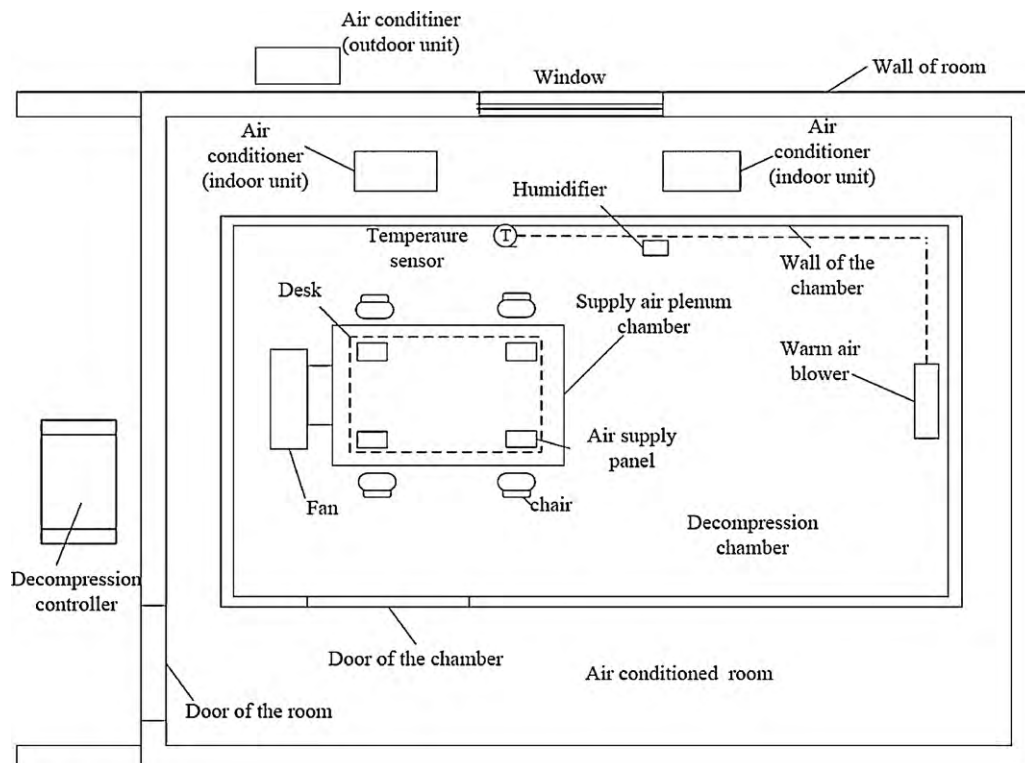 Air conditiner
(outdoor unit)
Window
Wall of room
Air
conditioner
(indoor unit)
Air
conditioner
(indoor unit)
Humidifier
Temperaure
sensor
T
Wall of the
chamber
Desk
Supply air plenum
chamber
Warm air
blower
Air supply
panel
Fan
chair
Decompression
chamber
Decompression
controller
Door of the chamber
Air conditioned room
Door of the room